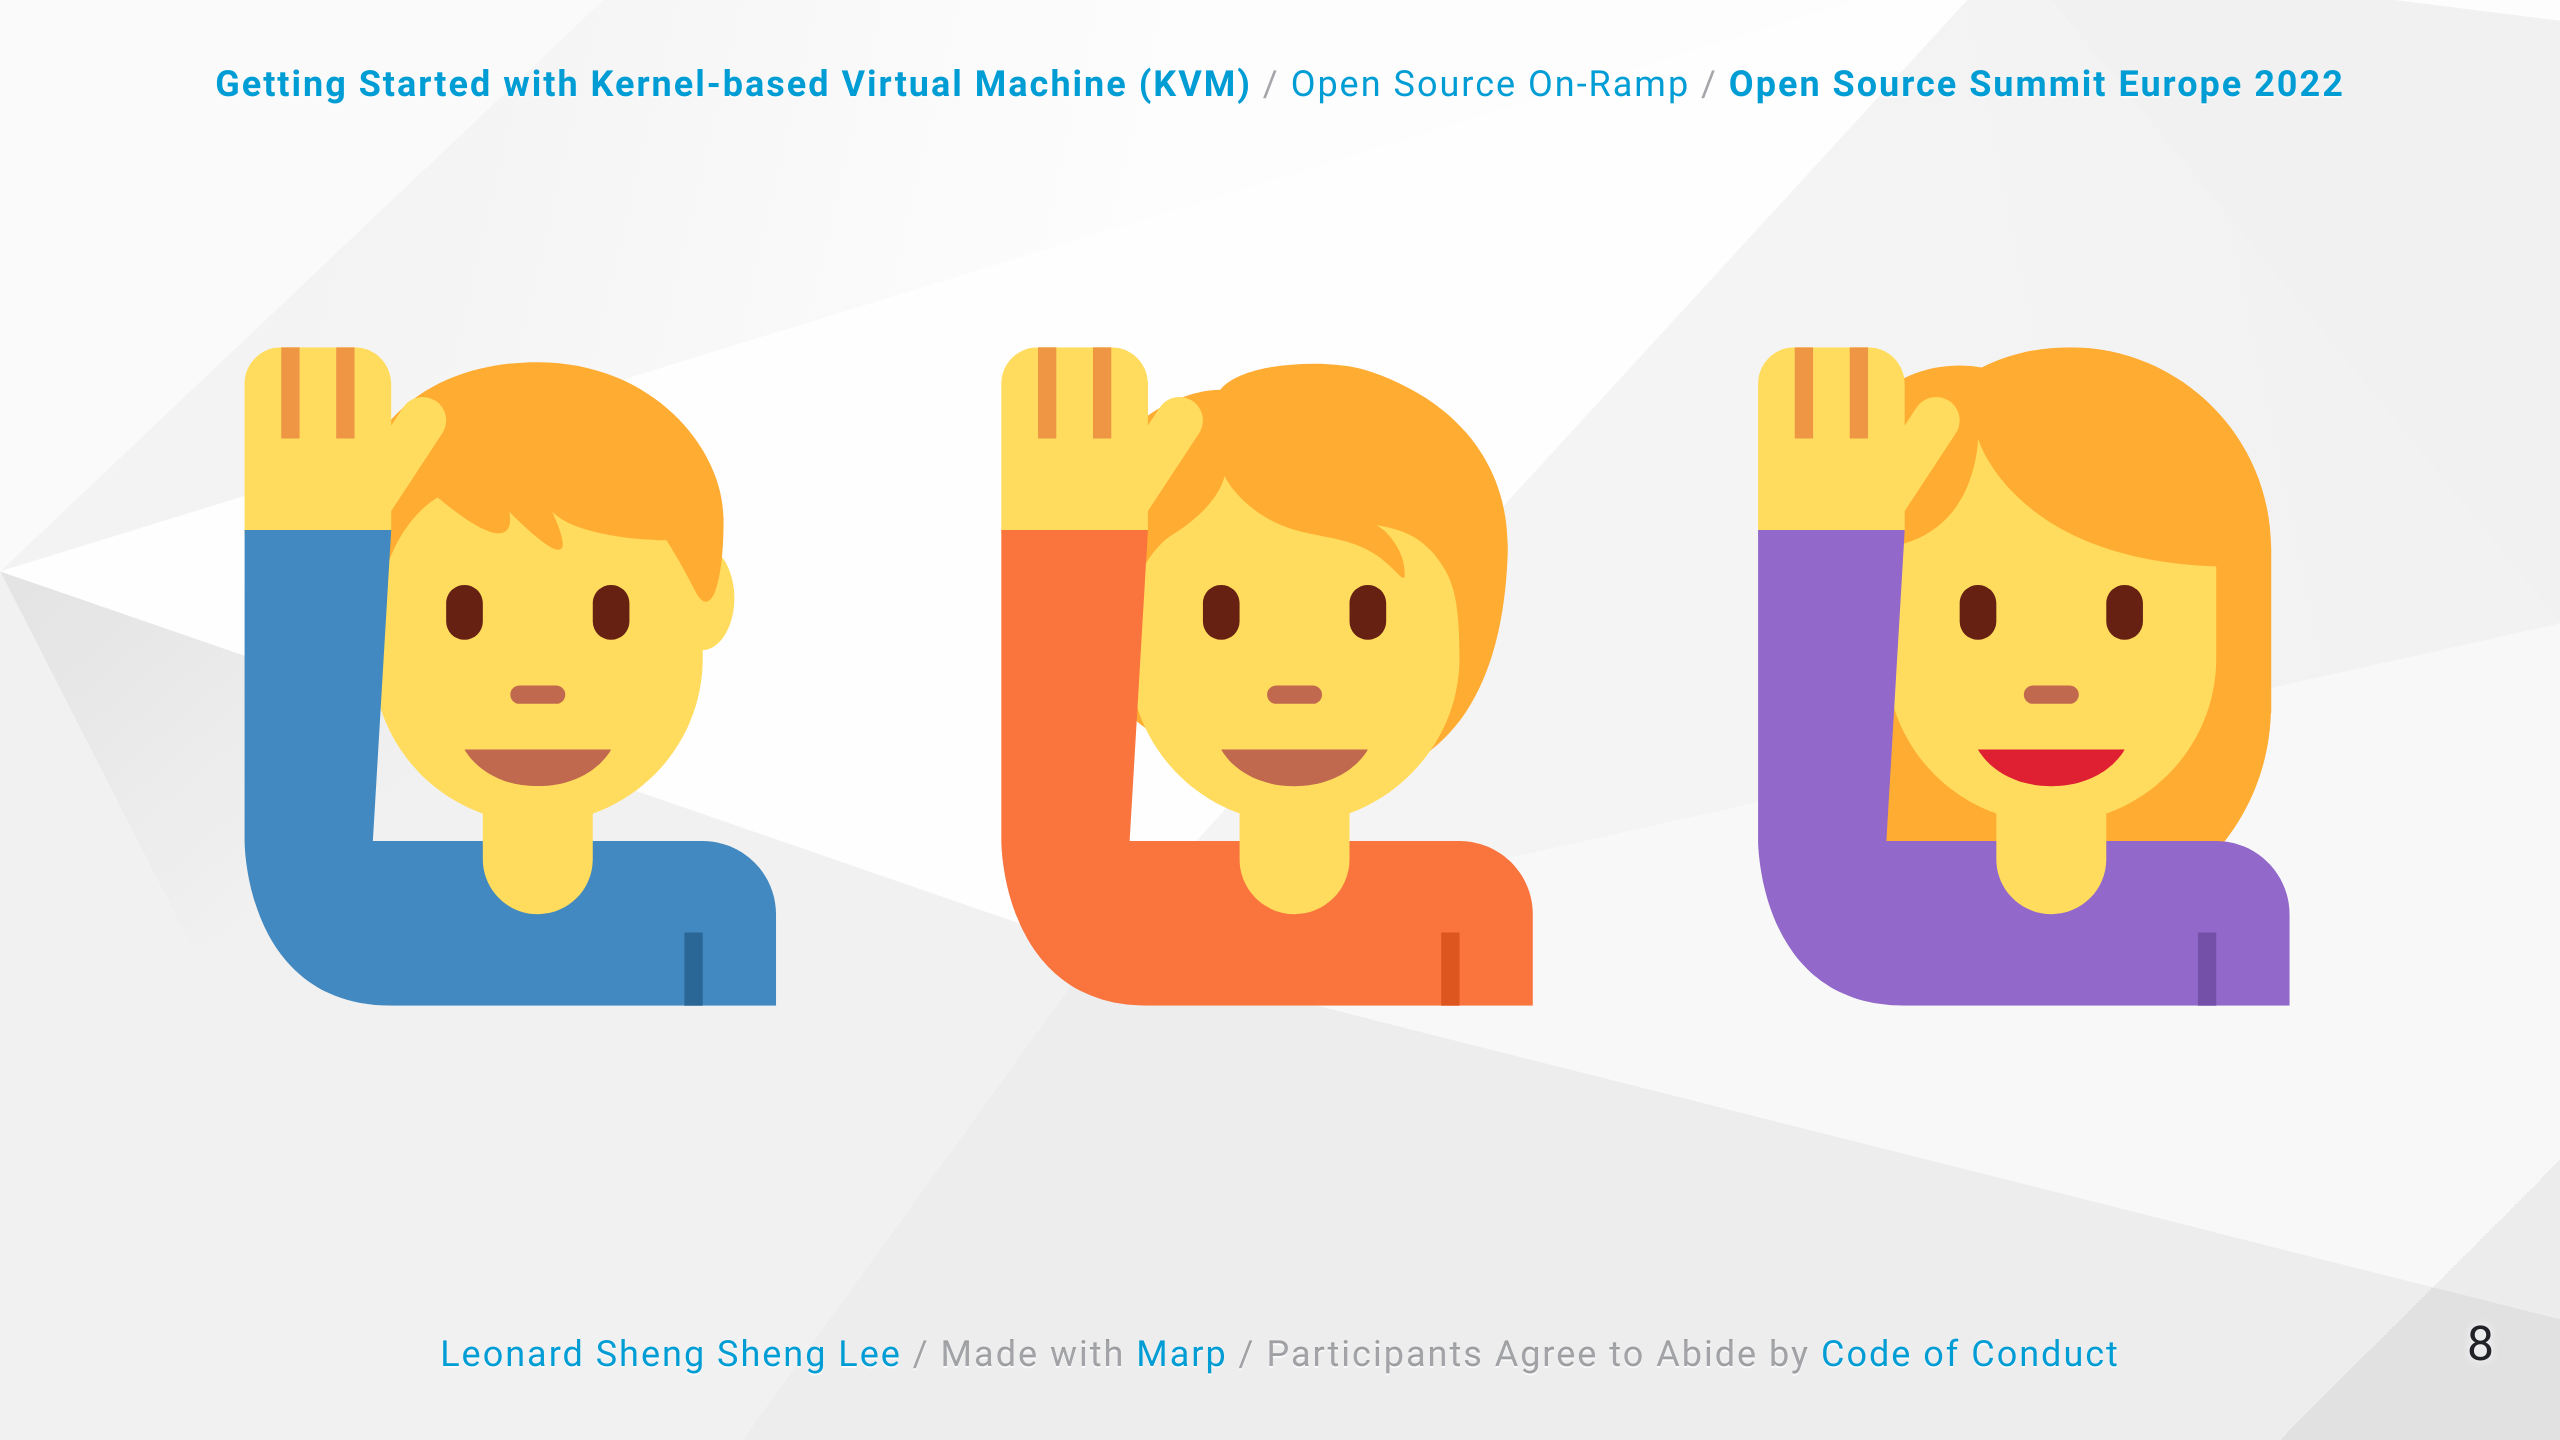 Getting Started with Kernel-based Virtual Machine (KVM) / Open Source On-Ramp / Open Source Summit Europe 2022
Leonard Sheng Sheng Lee / Made with Marp / Participants Agree to Abide by Code of Conduct
8